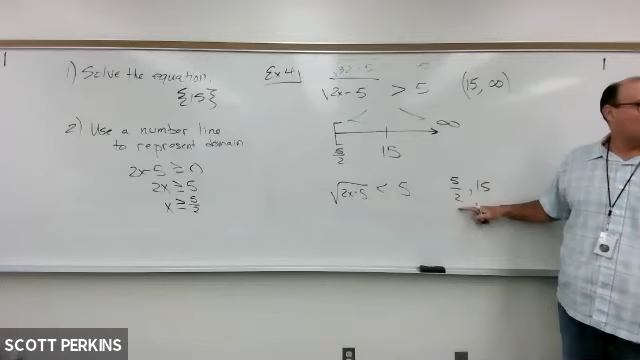 1) Solve the equation.
{15}
2) Use a number line
to represent domain
2x-5 ≥ 0
2x ≥ 5
x ≥ 5/2
{Ex 4}
√2x-5 > 5
(15, ∞)
< >
∞
5/2 15
√2x-5 < 5
5/2, 15
SCOTT PERKINS